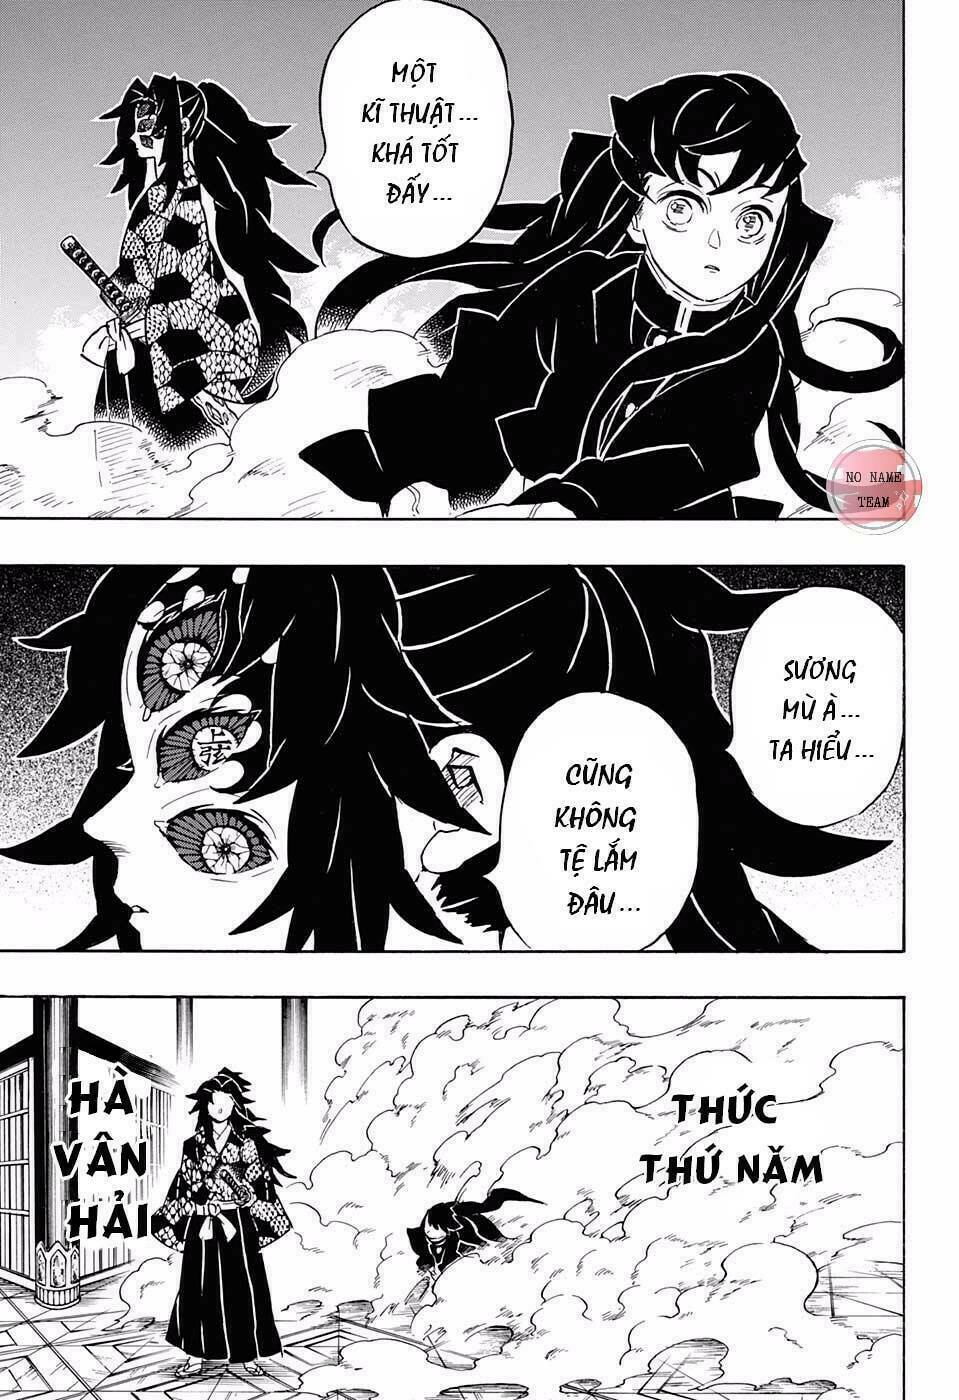 MỘT
KĨ THUẬT...
KHÁ TỐT
ĐẤY...
NO NAME
TEAM
SƯƠNG
MÙ À...
TA HIỂU...
CŨNG
KHÔNG
TỆ LẮM
ĐÂU...
上弦
THỨC
THỨ NĂM
HÀ
VÂN
HẢI